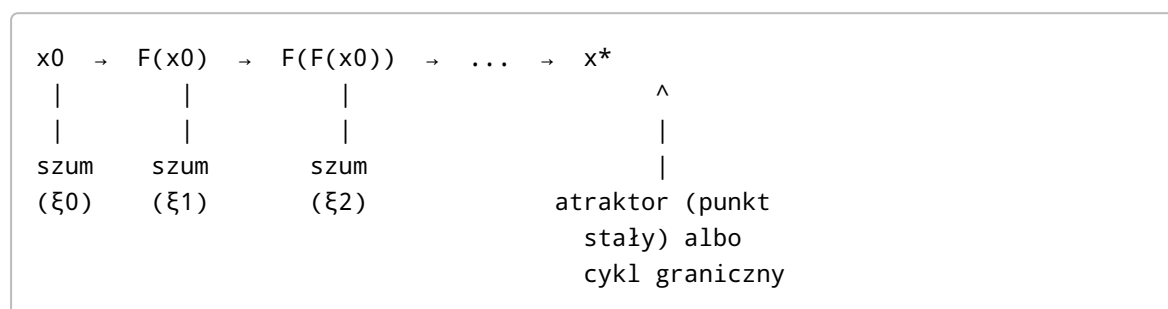 x0 → F(x0) → F(F(x0)) → ... → x*
| | | ^
| | | |
szum szum szum |
(ξ0) (ξ1) (ξ2) atraktor (punkt
stały) albo
cykl graniczny